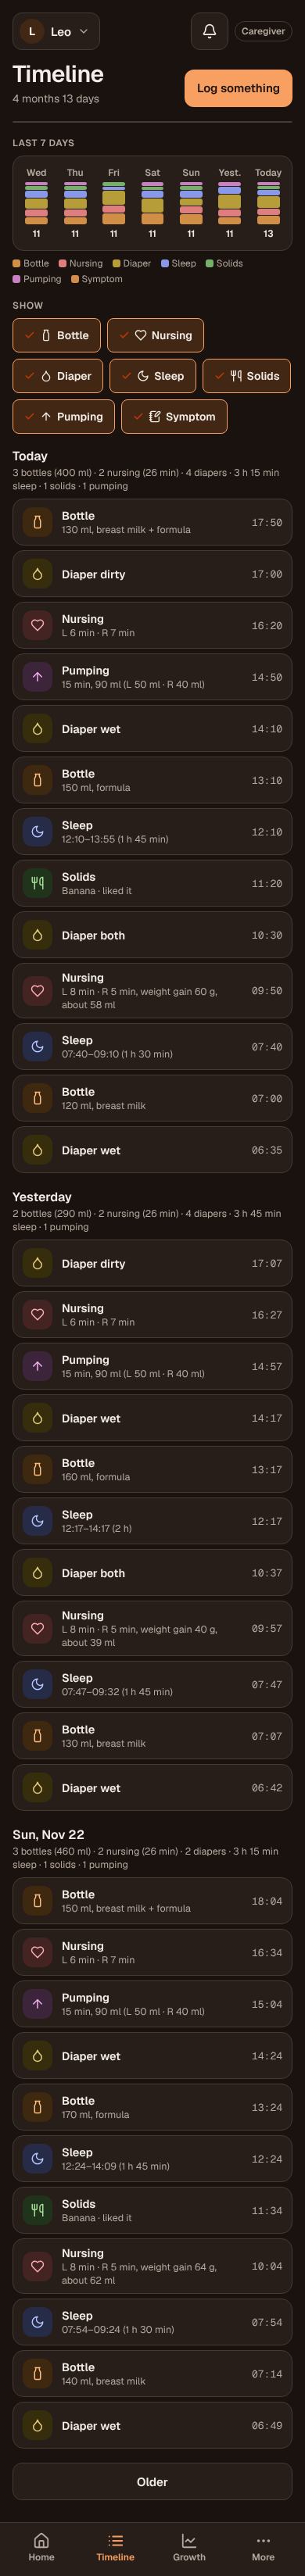 L Leo
Caregiver
Timeline
4 months 13 days
Log something
LAST 7 DAYS
Wed Thu Fri Sat Sun Yest. Today
11 11 11 11 11 11 13
Bottle Nursing Diaper Sleep Solids
Pumping Symptom
SHOW
Bottle Nursing
Diaper Sleep Solids
Pumping Symptom
Today
3 bottles (400 ml) · 2 nursing (26 min) · 4 diapers · 3 h 15 min
sleep · 1 solids · 1 pumping
Bottle
130 ml, breast milk + formula
17:50
Diaper dirty
17:00
Nursing
L 6 min · R 7 min
16:20
Pumping
15 min, 90 ml (L 50 ml · R 40 ml)
14:50
Diaper wet
14:10
Bottle
150 ml, formula
13:10
Sleep
12:10–13:55 (1 h 45 min)
12:10
Solids
Banana · liked it
11:20
Diaper both
10:30
Nursing
L 8 min · R 5 min, weight gain 60 g,
about 58 ml
09:50
Sleep
07:40–09:10 (1 h 30 min)
07:40
Bottle
120 ml, breast milk
07:00
Diaper wet
06:35
Yesterday
2 bottles (290 ml) · 2 nursing (26 min) · 4 diapers · 3 h 45 min
sleep · 1 pumping
Diaper dirty
17:07
Nursing
L 6 min · R 7 min
16:27
Pumping
15 min, 90 ml (L 50 ml · R 40 ml)
14:57
Diaper wet
14:17
Bottle
160 ml, formula
13:17
Sleep
12:17–14:17 (2 h)
12:17
Diaper both
10:37
Nursing
L 8 min · R 5 min, weight gain 40 g,
about 39 ml
09:57
Sleep
07:47–09:32 (1 h 45 min)
07:47
Bottle
130 ml, breast milk
07:07
Diaper wet
06:42
Sun, Nov 22
3 bottles (460 ml) · 2 nursing (26 min) · 2 diapers · 3 h 15 min
sleep · 1 solids · 1 pumping
Bottle
150 ml, breast milk + formula
18:04
Nursing
L 6 min · R 7 min
16:34
Pumping
15 min, 90 ml (L 50 ml · R 40 ml)
15:04
Diaper wet
14:24
Bottle
170 ml, formula
13:24
Sleep
12:24–14:09 (1 h 45 min)
12:24
Solids
Banana · liked it
11:34
Nursing
L 8 min · R 5 min, weight gain 64 g,
about 62 ml
10:04
Sleep
07:54–09:24 (1 h 30 min)
07:54
Bottle
140 ml, breast milk
07:14
Diaper wet
06:49
Older
Home Timeline Growth More